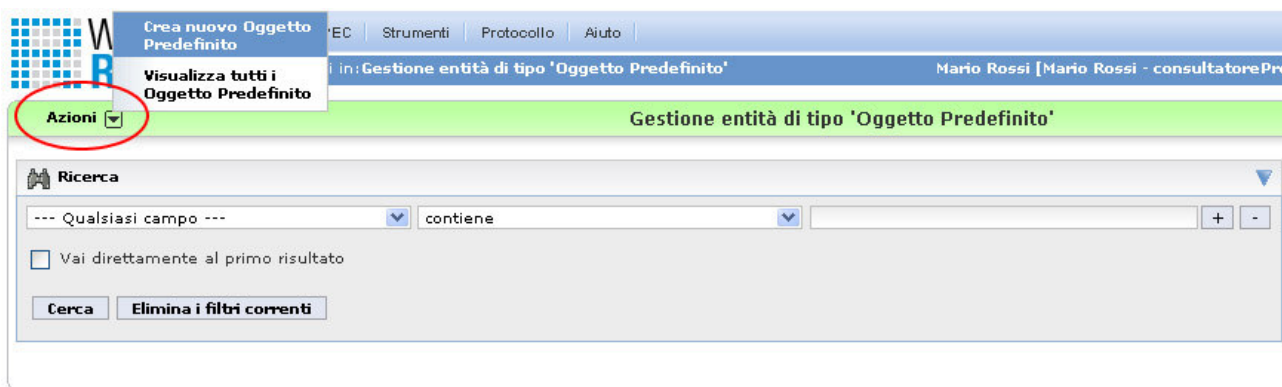 Crea nuovo Oggetto
Predefinito
Visualizza tutti i
Oggetto Predefinito
W
R
EC Strumenti Protocollo Aiuto
i in:Gestione entità di tipo 'Oggetto Predefinito' Mario Rossi [Mario Rossi - consultatorePr
Azioni Gestione entità di tipo 'Oggetto Predefinito'
Ricerca
--- Qualsiasi campo --- contiene + -
Vai direttamente al primo risultato
Cerca Elimina i filtri correnti